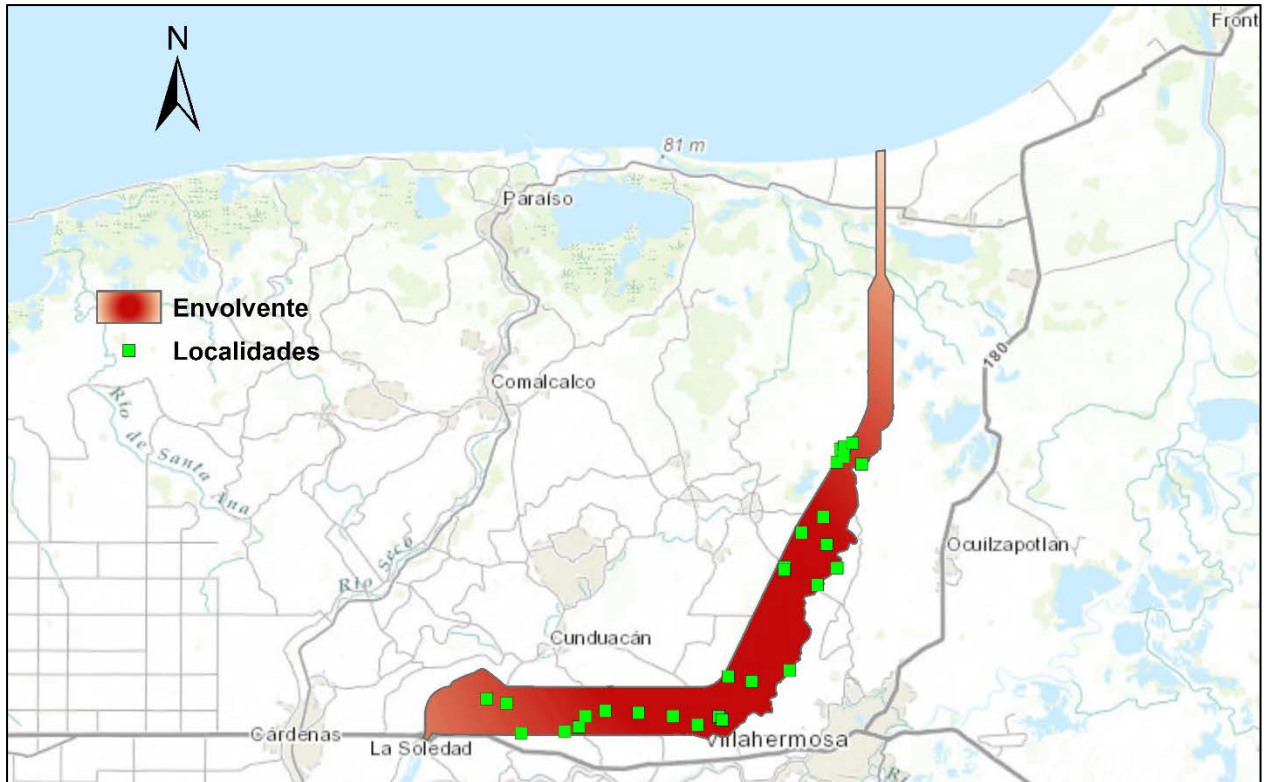 Front
N
81 m
Paraíso
Envolvente
Localidades
180
Comalcalco
Río de Santa Ana
Río Seco
Ocuilzapotlan
Cunduacán
Cárdenas
La Soledad
Villahermosa
Rí